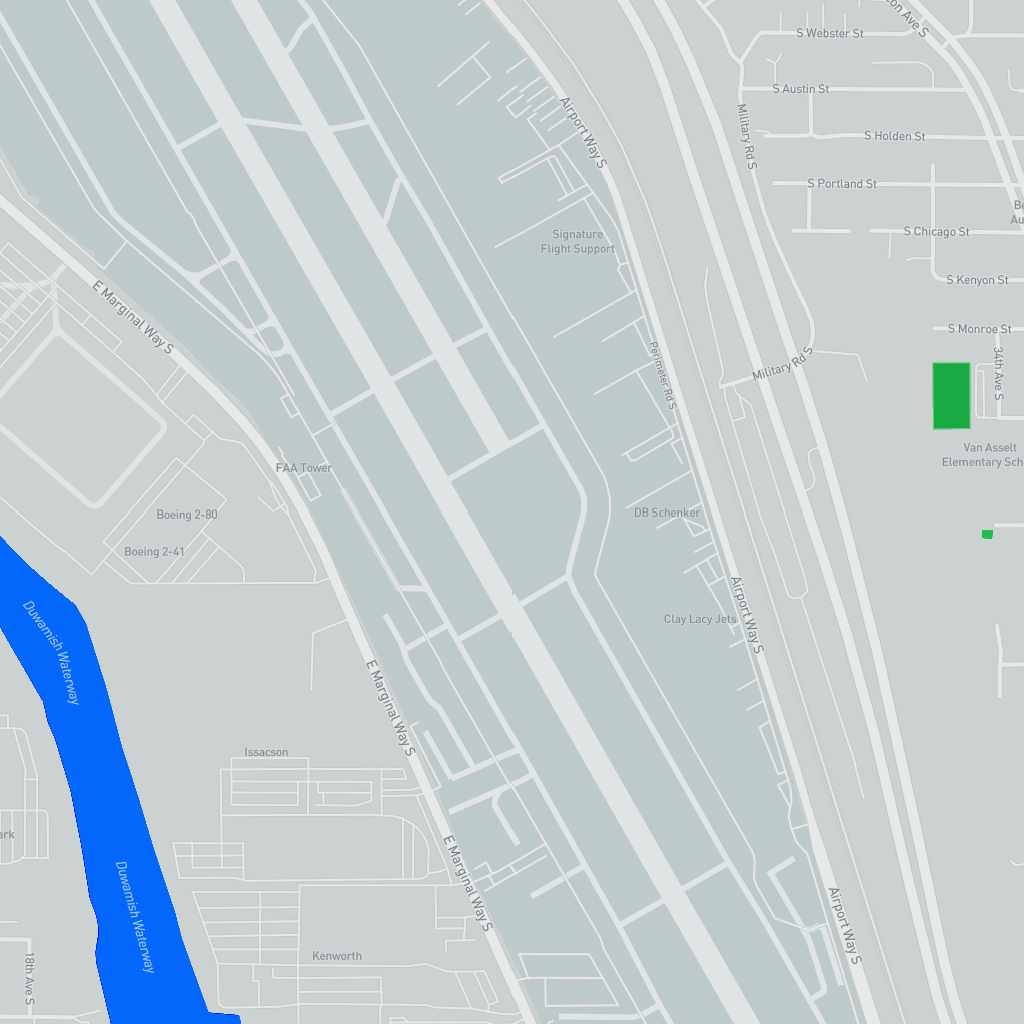 S Webster St
S Austin St
Airport Way S
Military Rd S
S Holden St
S Portland St
S Chicago St
Signature
Flight Support
S Kenyon St
E Marginal Way S
S Monroe St
34th Ave S
Perimeter Rd S
Military Rd S
Van Asselt
Elementary Sch
FAA Tower
Boeing 2-80
DB Schenker
Boeing 2-41
Airport Way S
Duwamish Waterway
Clay Lacy Jets
E Marginal Way S
Issacson
E Marginal Way S
Duwamish Waterway
Airport Way S
Kenworth
18th Ave S